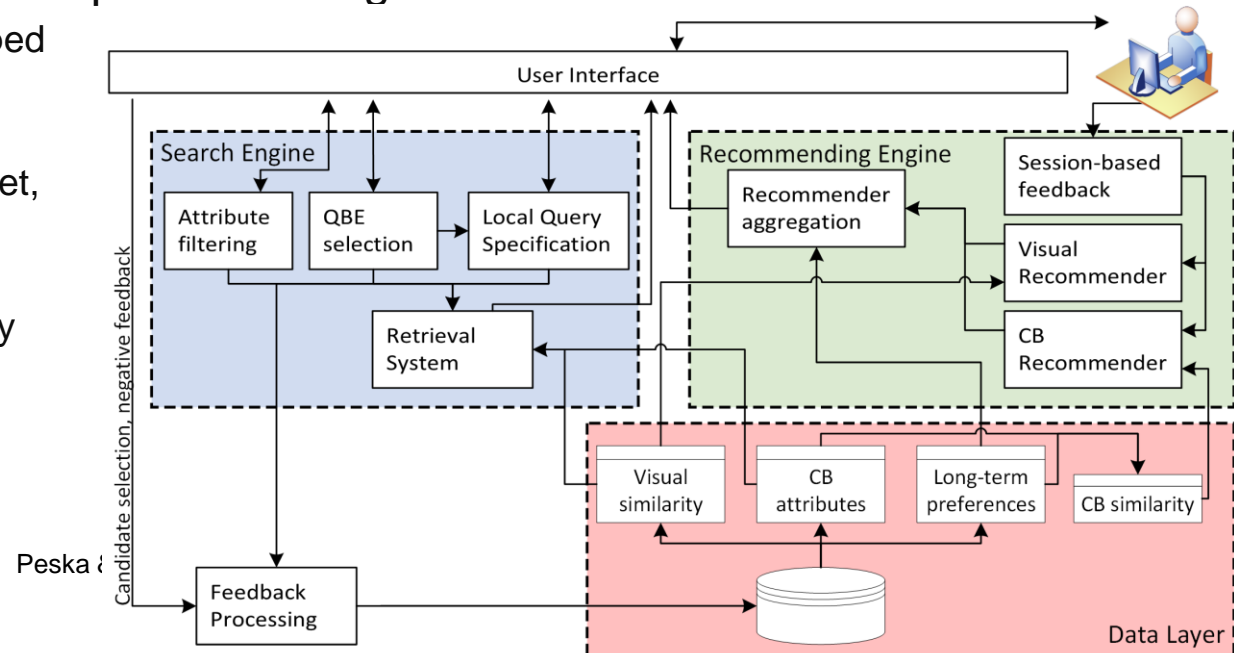 bed
et,
y
User Interface
Search Engine
Attribute
filtering
QBE
selection
Local Query
Specification
Retrieval
System
Recommending Engine
Recommender
aggregation
Session-based
feedback
Visual
Recommender
CB
Recommender
Candidate selection, negative feedback
Visual
similarity
CB
attributes
Long-term
preferences
CB similarity
Peska &
Feedback
Processing
Data Layer